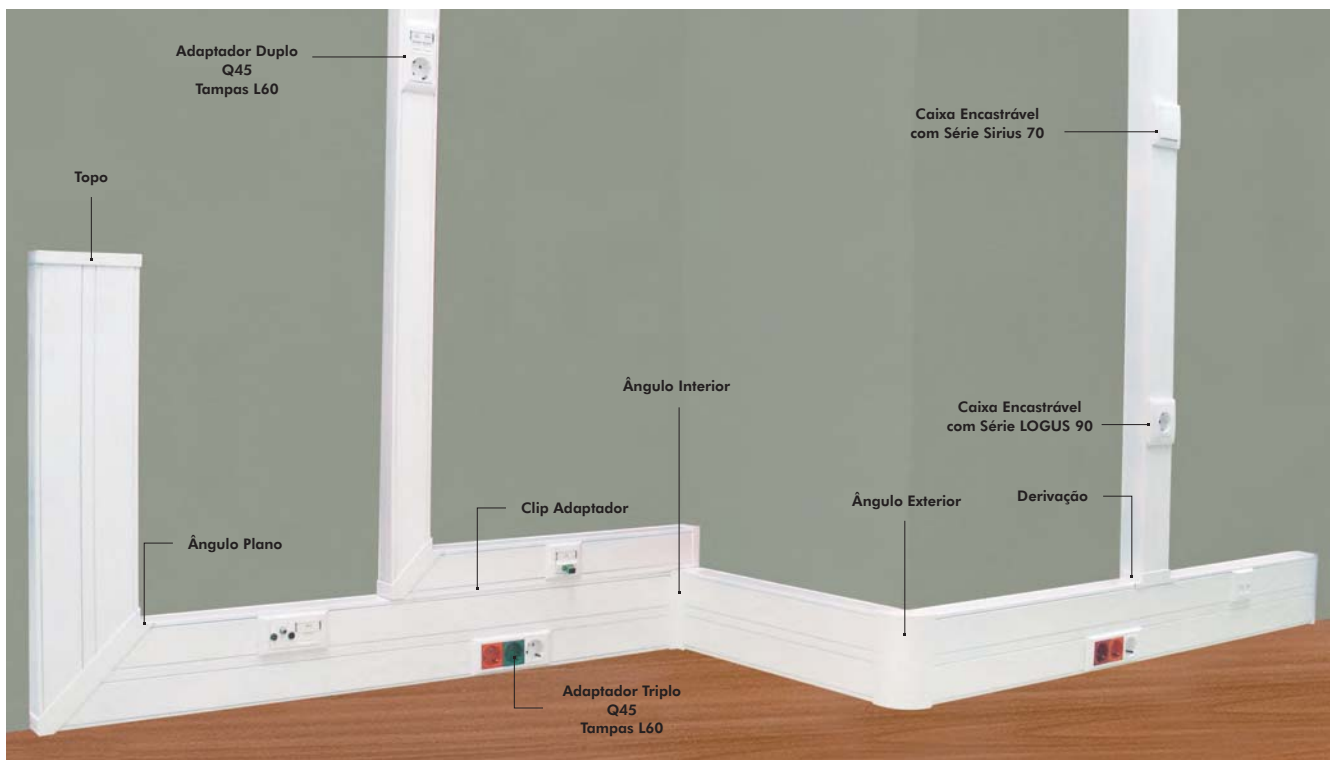 Adaptador Duplo
Q45
Tampas L60
Caixa Encastrável
com Série Sirius 70
Topo
Ângulo Interior
Caixa Encastrável
com Série LOGUS 90
Clip Adaptador
Ângulo Exterior
Derivação
Ângulo Plano
Adaptador Triplo
Q45
Tampas L60